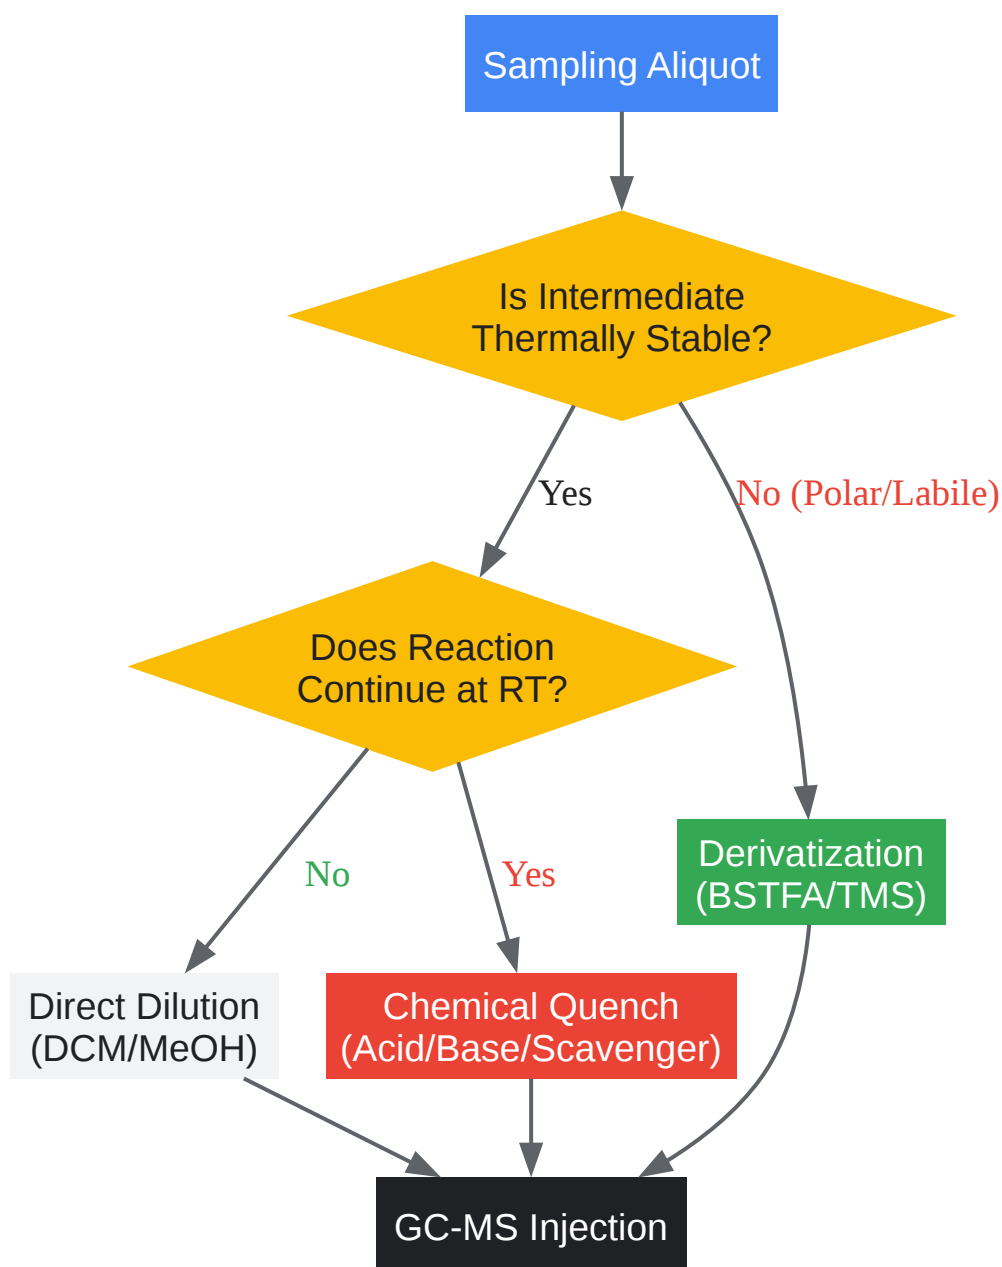 Sampling Aliquot
Is Intermediate
Thermally Stable?
Yes
No (Polar/Labile)
Does Reaction
Continue at RT?
No
Yes
Derivatization
(BSTFA/TMS)
Direct Dilution
(DCM/MeOH)
Chemical Quench
(Acid/Base/Scavenger)
GC-MS Injection